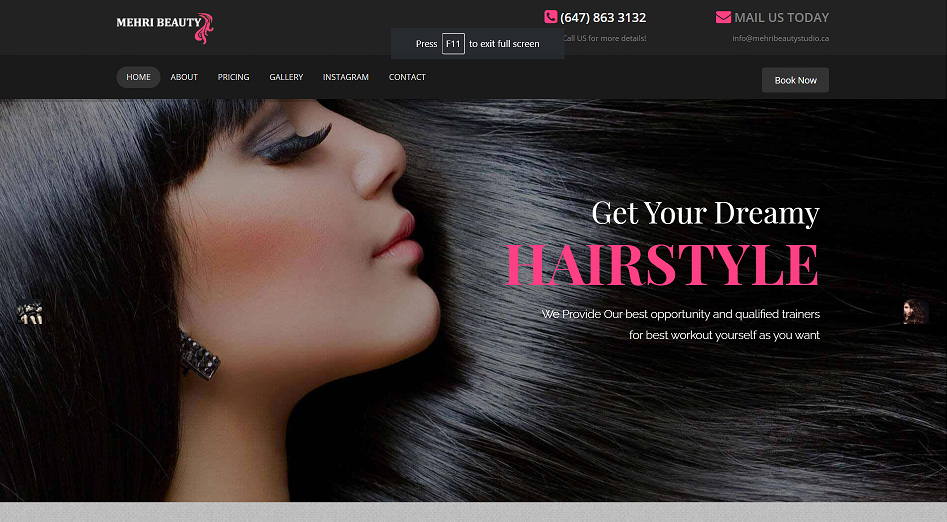 MEHRI BEAUTY
(647) 863 3132
Call US for more details!
MAIL US TODAY
info@mehribeautystudio.ca
Press F11 to exit full screen
HOME ABOUT PRICING GALLERY INSTAGRAM CONTACT
Book Now
Get Your Dreamy
HAIRSTYLE
We Provide Our best opportunity and qualified trainers
for best workout yourself as you want